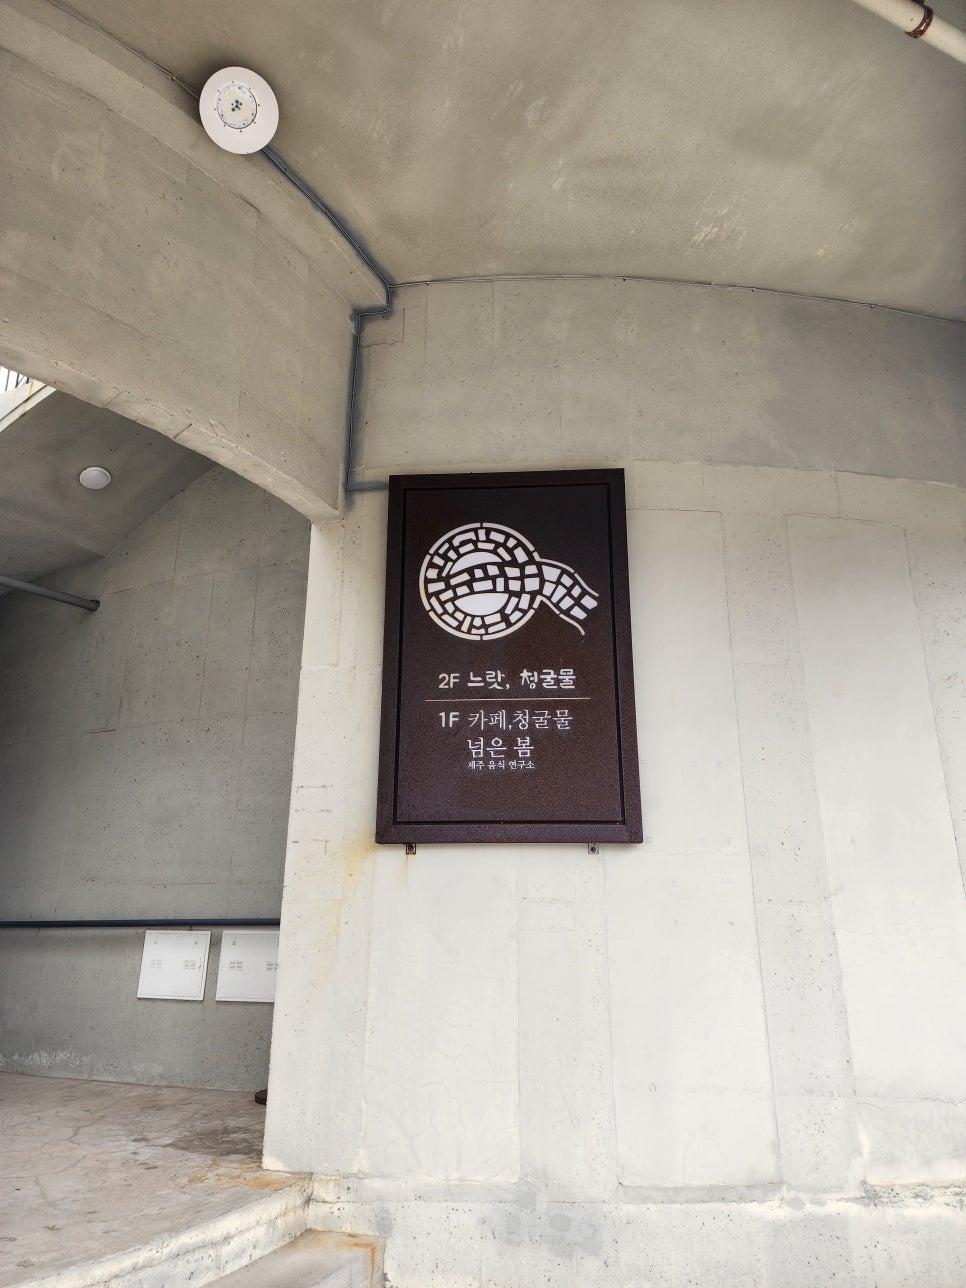 2F 느랏, 청굴물
1F 카페,청굴물
넘은 봄
제주 음식 연구소